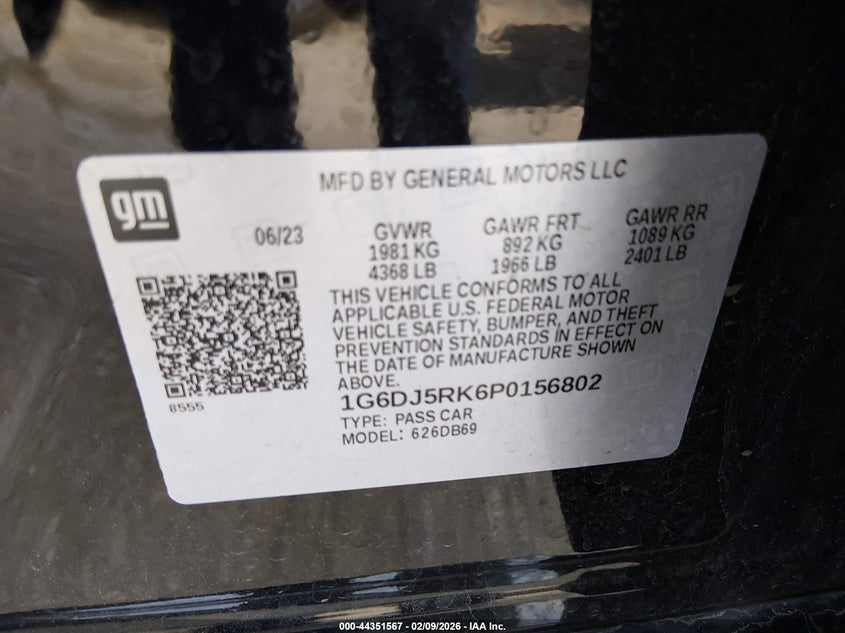 gm
MFD BY GENERAL MOTORS LLC
06/23
GVWR
1981 KG
4368 LB
GAWR FRT
892 KG
1966 LB
GAWR RR
1089 KG
2401 LB
THIS VEHICLE CONFORMS TO ALL
APPLICABLE U.S. FEDERAL MOTOR
VEHICLE SAFETY, BUMPER, AND THEFT
PREVENTION STANDARDS IN EFFECT ON
THE DATE OF MANUFACTURE SHOWN
ABOVE.
8555
1G6DJ5RK6P0156802
TYPE: PASS CAR
MODEL: 626DB69
000-44351567 - 02/09/2026 - IAA Inc.